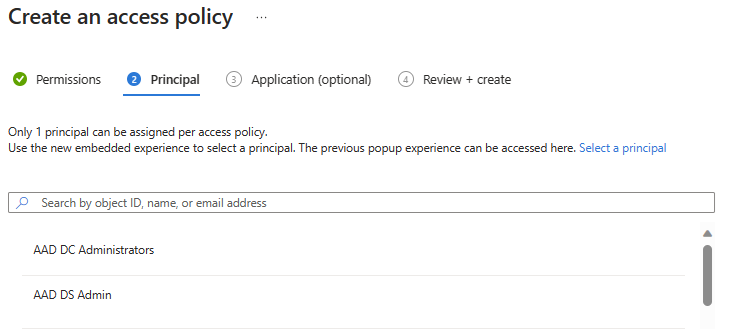 Create an access policy ...
Permissions 2 Principal 3 Application (optional) 4 Review + create
Only 1 principal can be assigned per access policy.
Use the new embedded experience to select a principal. The previous popup experience can be accessed here. Select a principal
Search by object ID, name, or email address
AAD DC Administrators
AAD DS Admin